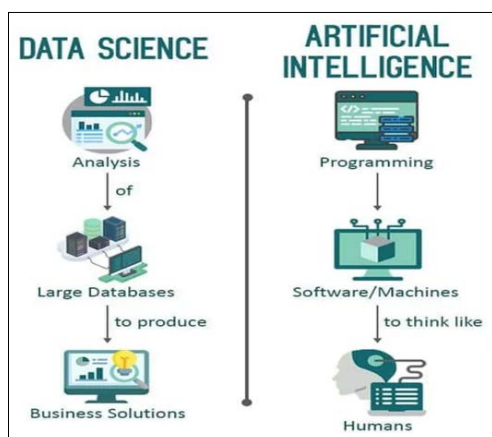 DATA SCIENCE
Analysis
of
Large Databases
to produce
Business Solutions
ARTIFICIAL
INTELLIGENCE
Programming
Software/Machines
to think like
Humans